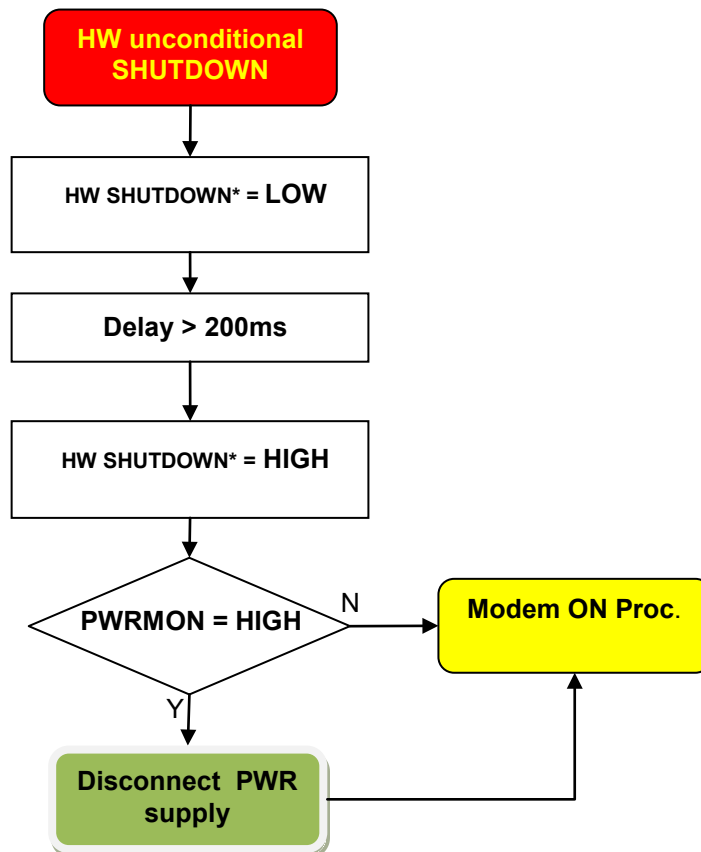 HW unconditional
SHUTDOWN
HW SHUTDOWN* = LOW
Delay > 200ms
HW SHUTDOWN* = HIGH
PWRMON = HIGH
N
Modem ON Proc.
Y
Disconnect PWR
supply